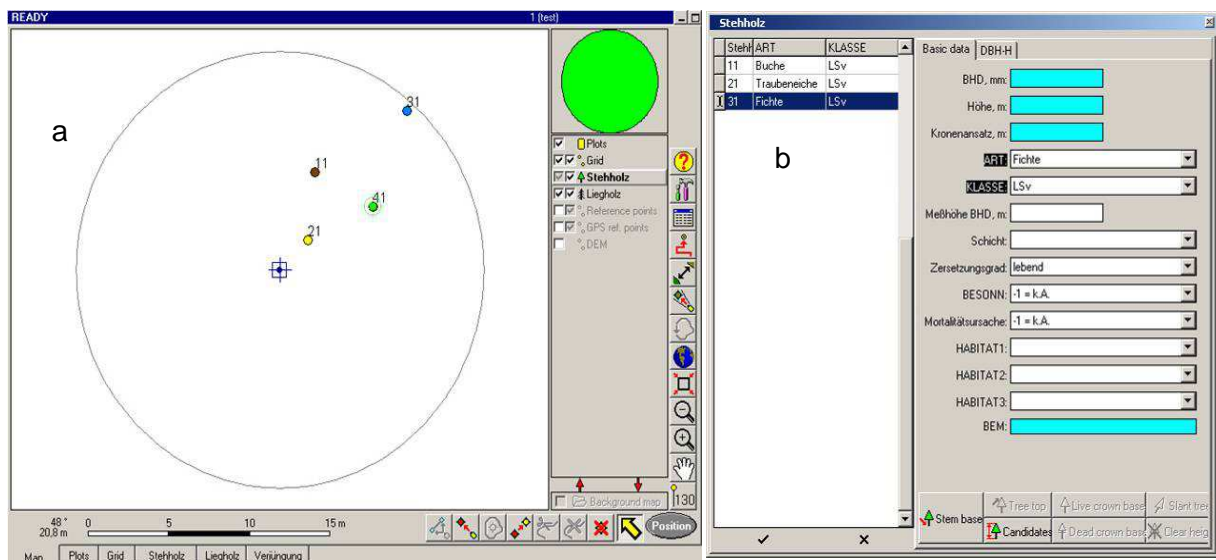 READY 1 (test)
a
31
11
41
21
Plots
Grid
Stehholz
Liegholz
Reference points
GPS ref. points
DEM
Background map
130
48 °
20,8 m
0 5 10 15 m
Position
Map Plots Grid Stehholz Liegholz Verjüngung
Stehholz
Stehh ART KLASSE
11 Buche LSv
21 Traubeneiche LSv
31 Fichte LSv
b
Basic data DBH-H
BHD, mm:
Höhe, m:
Kronenansatz, m:
ART: Fichte
KLASSE: LSv
Meßhöhe BHD, m:
Schicht:
Zersetzungsgrad: lebend
BESONN: -1 = k.A.
Mortalitätsursache: -1 = k.A.
HABITAT1:
HABITAT2:
HABITAT3:
BEM:
Stem base
Tree top Live crown base Slant tree
Candidates Dead crown base Clear heig